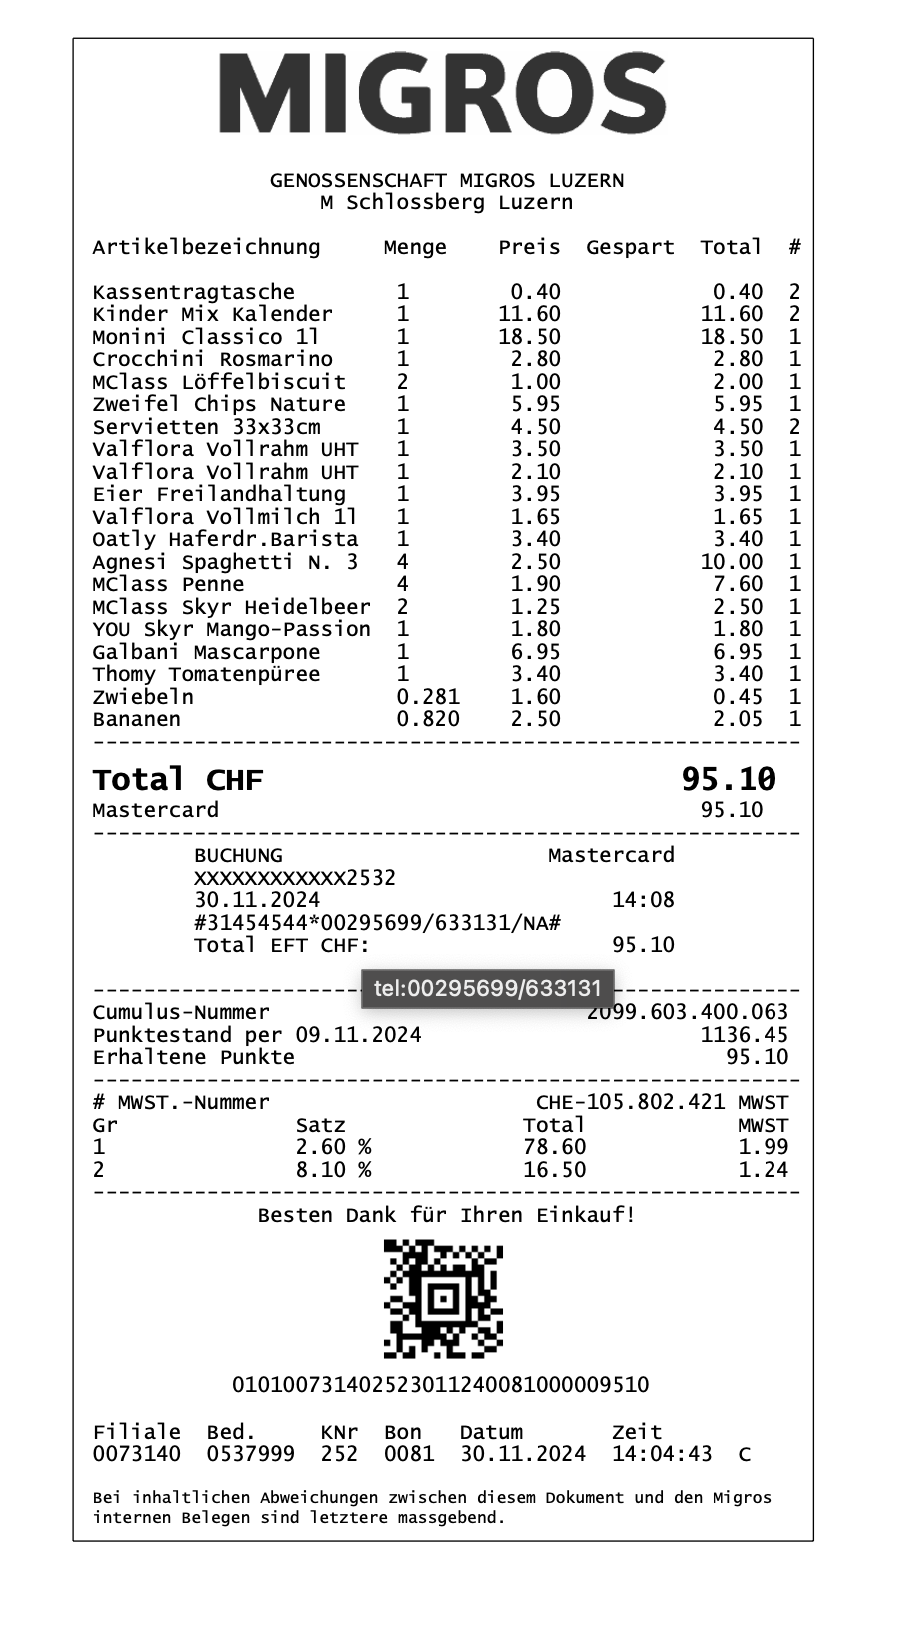 MIGROS
GENOSSENSCHAFT MIGROS LUZERN
M Schlossberg Luzern
Artikelbezeichnung Menge Preis Gespart Total #
Kassentragtasche 1 0.40 0.40 2
Kinder Mix Kalender 1 11.60 11.60 2
Monini Classico 1l 1 18.50 18.50 1
Crocchini Rosmarino 1 2.80 2.80 1
MClass Löffelbiscuit 2 1.00 2.00 1
Zweifel Chips Nature 1 5.95 5.95 1
Servietten 33x33cm 1 4.50 4.50 2
Valflora Vollrahm UHT 1 3.50 3.50 1
Valflora Vollrahm UHT 1 2.10 2.10 1
Eier Freilandhaltung 1 3.95 3.95 1
Valflora Vollmilch 1l 1 1.65 1.65 1
Oatly Haferdr.Barista 1 3.40 3.40 1
Agnesi Spaghetti N. 3 4 2.50 10.00 1
MClass Penne 4 1.90 7.60 1
MClass Skyr Heidelbeer 2 1.25 2.50 1
YOU Skyr Mango-Passion 1 1.80 1.80 1
Galbani Mascarpone 1 6.95 6.95 1
Thomy Tomatenpüree 1 3.40 3.40 1
Zwiebeln 0.281 1.60 0.45 1
Bananen 0.820 2.50 2.05 1
Total CHF 95.10
Mastercard 95.10
BUCHUNG Mastercard
XXXXXXXXXXXX2532
30.11.2024 14:08
#31454544*00295699/633131/NA#
Total EFT CHF: 95.10
tel:00295699/633131
Cumulus-Nummer 2099.603.400.063
Punktestand per 09.11.2024 1136.45
Erhaltene Punkte 95.10
# MWST.-Nummer CHE-105.802.421 MWST
Gr Satz Total MWST
1 2.60 % 78.60 1.99
2 8.10 % 16.50 1.24
Besten Dank für Ihren Einkauf!
010100731402523011240081000009510
Filiale Bed. KNr Bon Datum Zeit
0073140 0537999 252 0081 30.11.2024 14:04:43 C
Bei inhaltlichen Abweichungen zwischen diesem Dokument und den Migros
internen Belegen sind letztere massgebend.